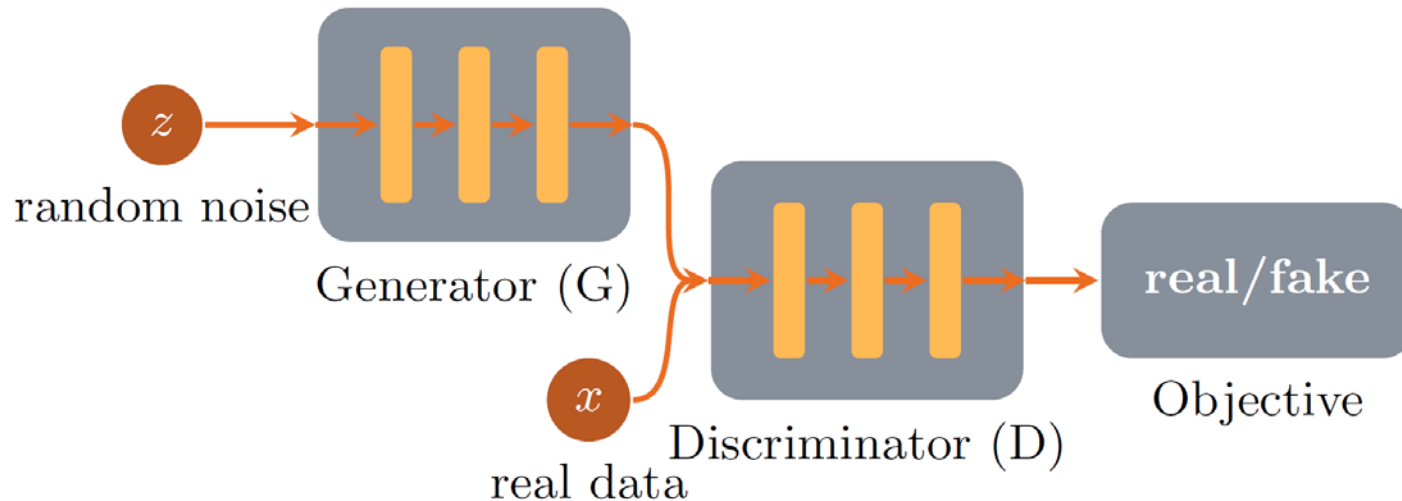 z
random noise
Generator (G)
x
real data
Discriminator (D)
real/fake
Objective